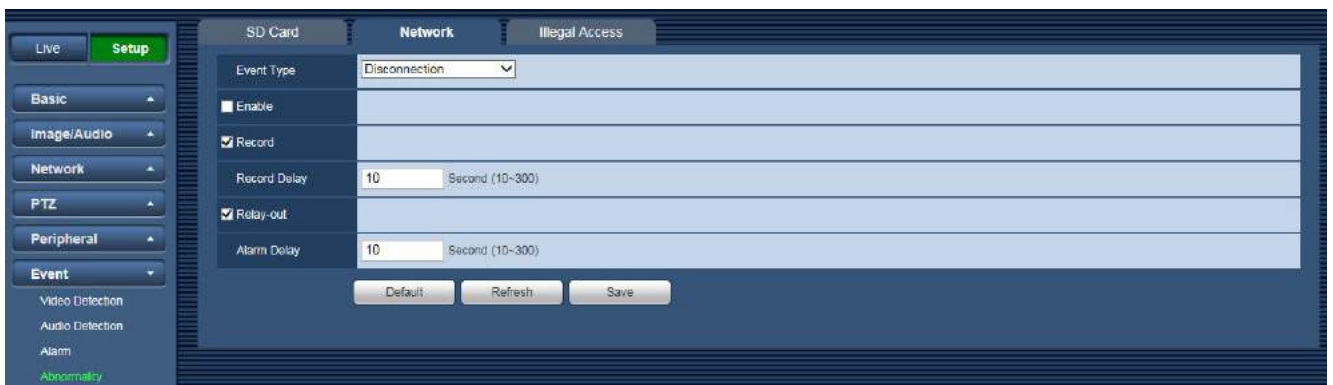 Live Setup
Basic
Image/Audio
Network
PTZ
Peripheral
Event
Video Detection
Audio Detection
Alarm
Abnormality
SD Card Network Illegal Access
Event Type Disconnection
Enable
Record
Record Delay 10 Second (10~300)
Relay-out
Alarm Delay 10 Second (10~300)
Default Refresh Save